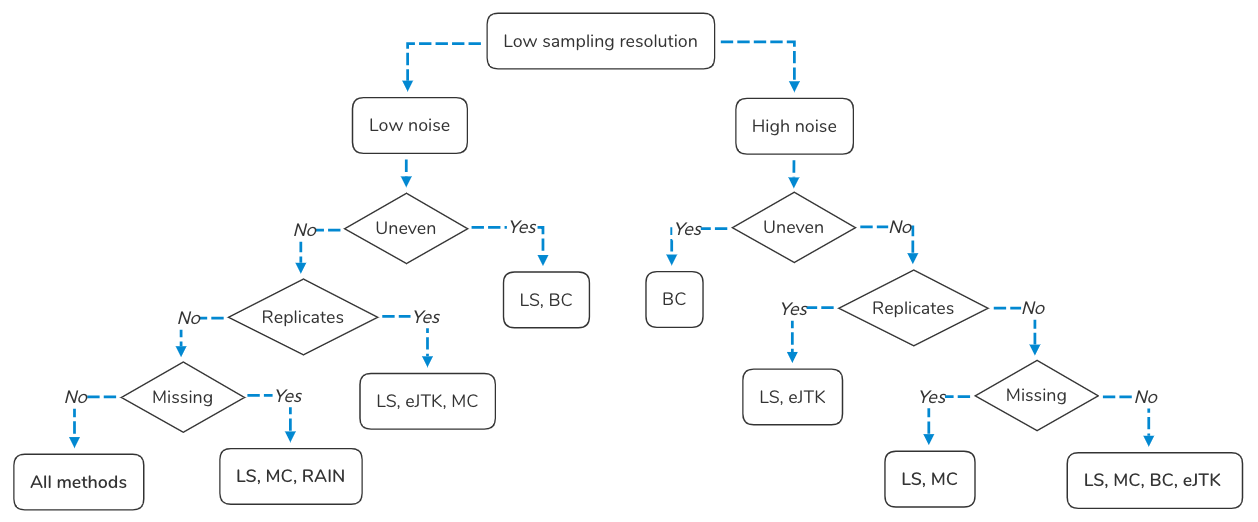 Low sampling resolution
Low noise
High noise
Uneven
Uneven
No
Yes
Yes
No
LS, BC
BC
Replicates
Replicates
No
Yes
Yes
No
LS, eJTK, MC
LS, eJTK
Missing
Missing
No
Yes
Yes
No
All methods
LS, MC, RAIN
LS, MC
LS, MC, BC, eJTK